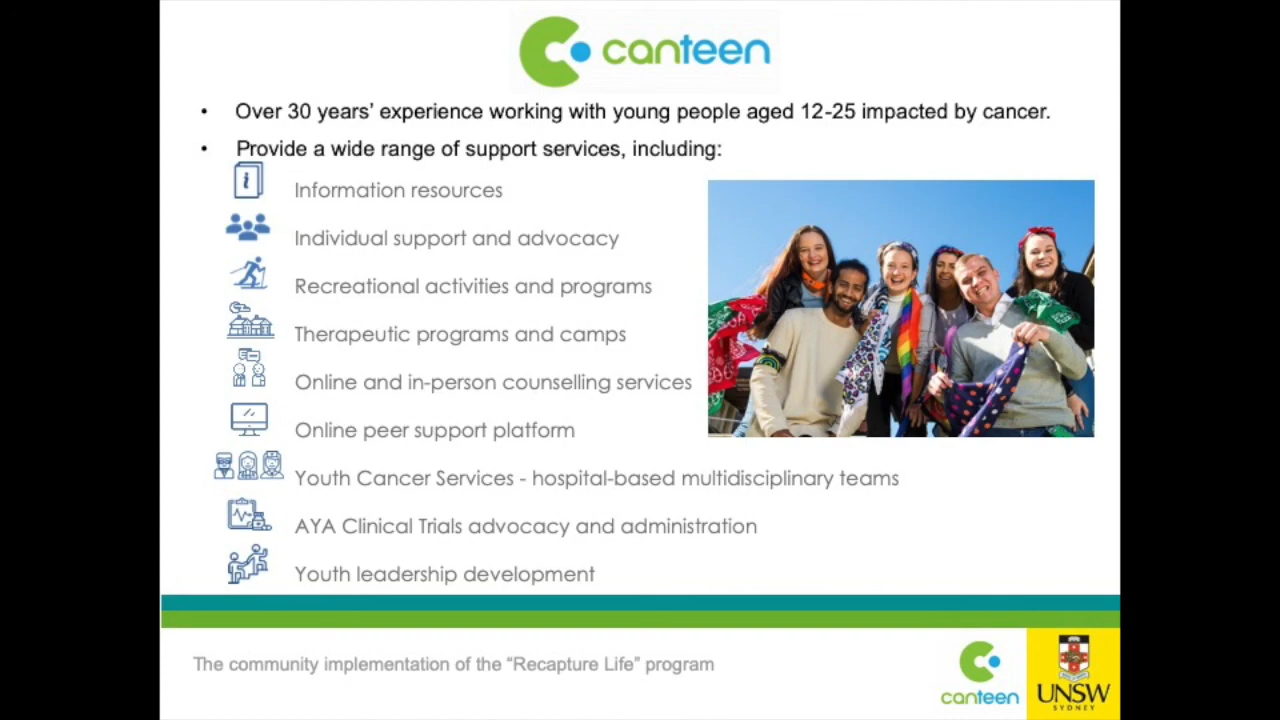 canteen
• Over 30 years’ experience working with young people aged 12-25 impacted by cancer.
• Provide a wide range of support services, including:
i
Information resources
Individual support and advocacy
Recreational activities and programs
Therapeutic programs and camps
Online and in-person counselling services
Online peer support platform
Youth Cancer Services - hospital-based multidisciplinary teams
AYA Clinical Trials advocacy and administration
Youth leadership development
The community implementation of the “Recapture Life” program
canteen
UNSW
SYDNEY